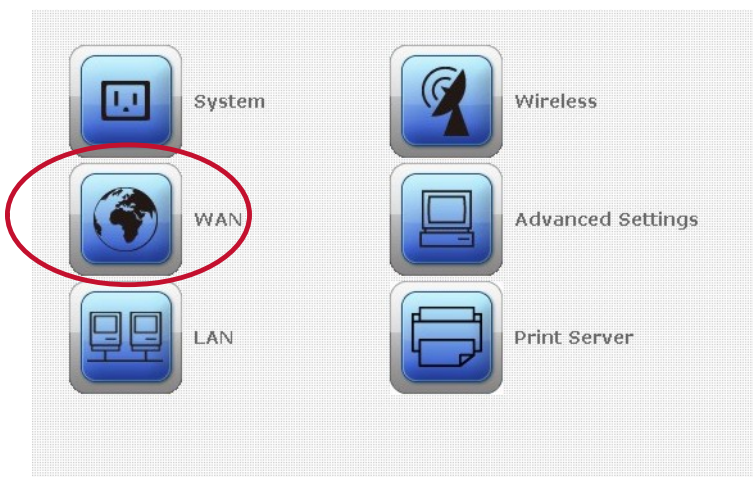 System
Wireless
WAN
Advanced Settings
LAN
Print Server